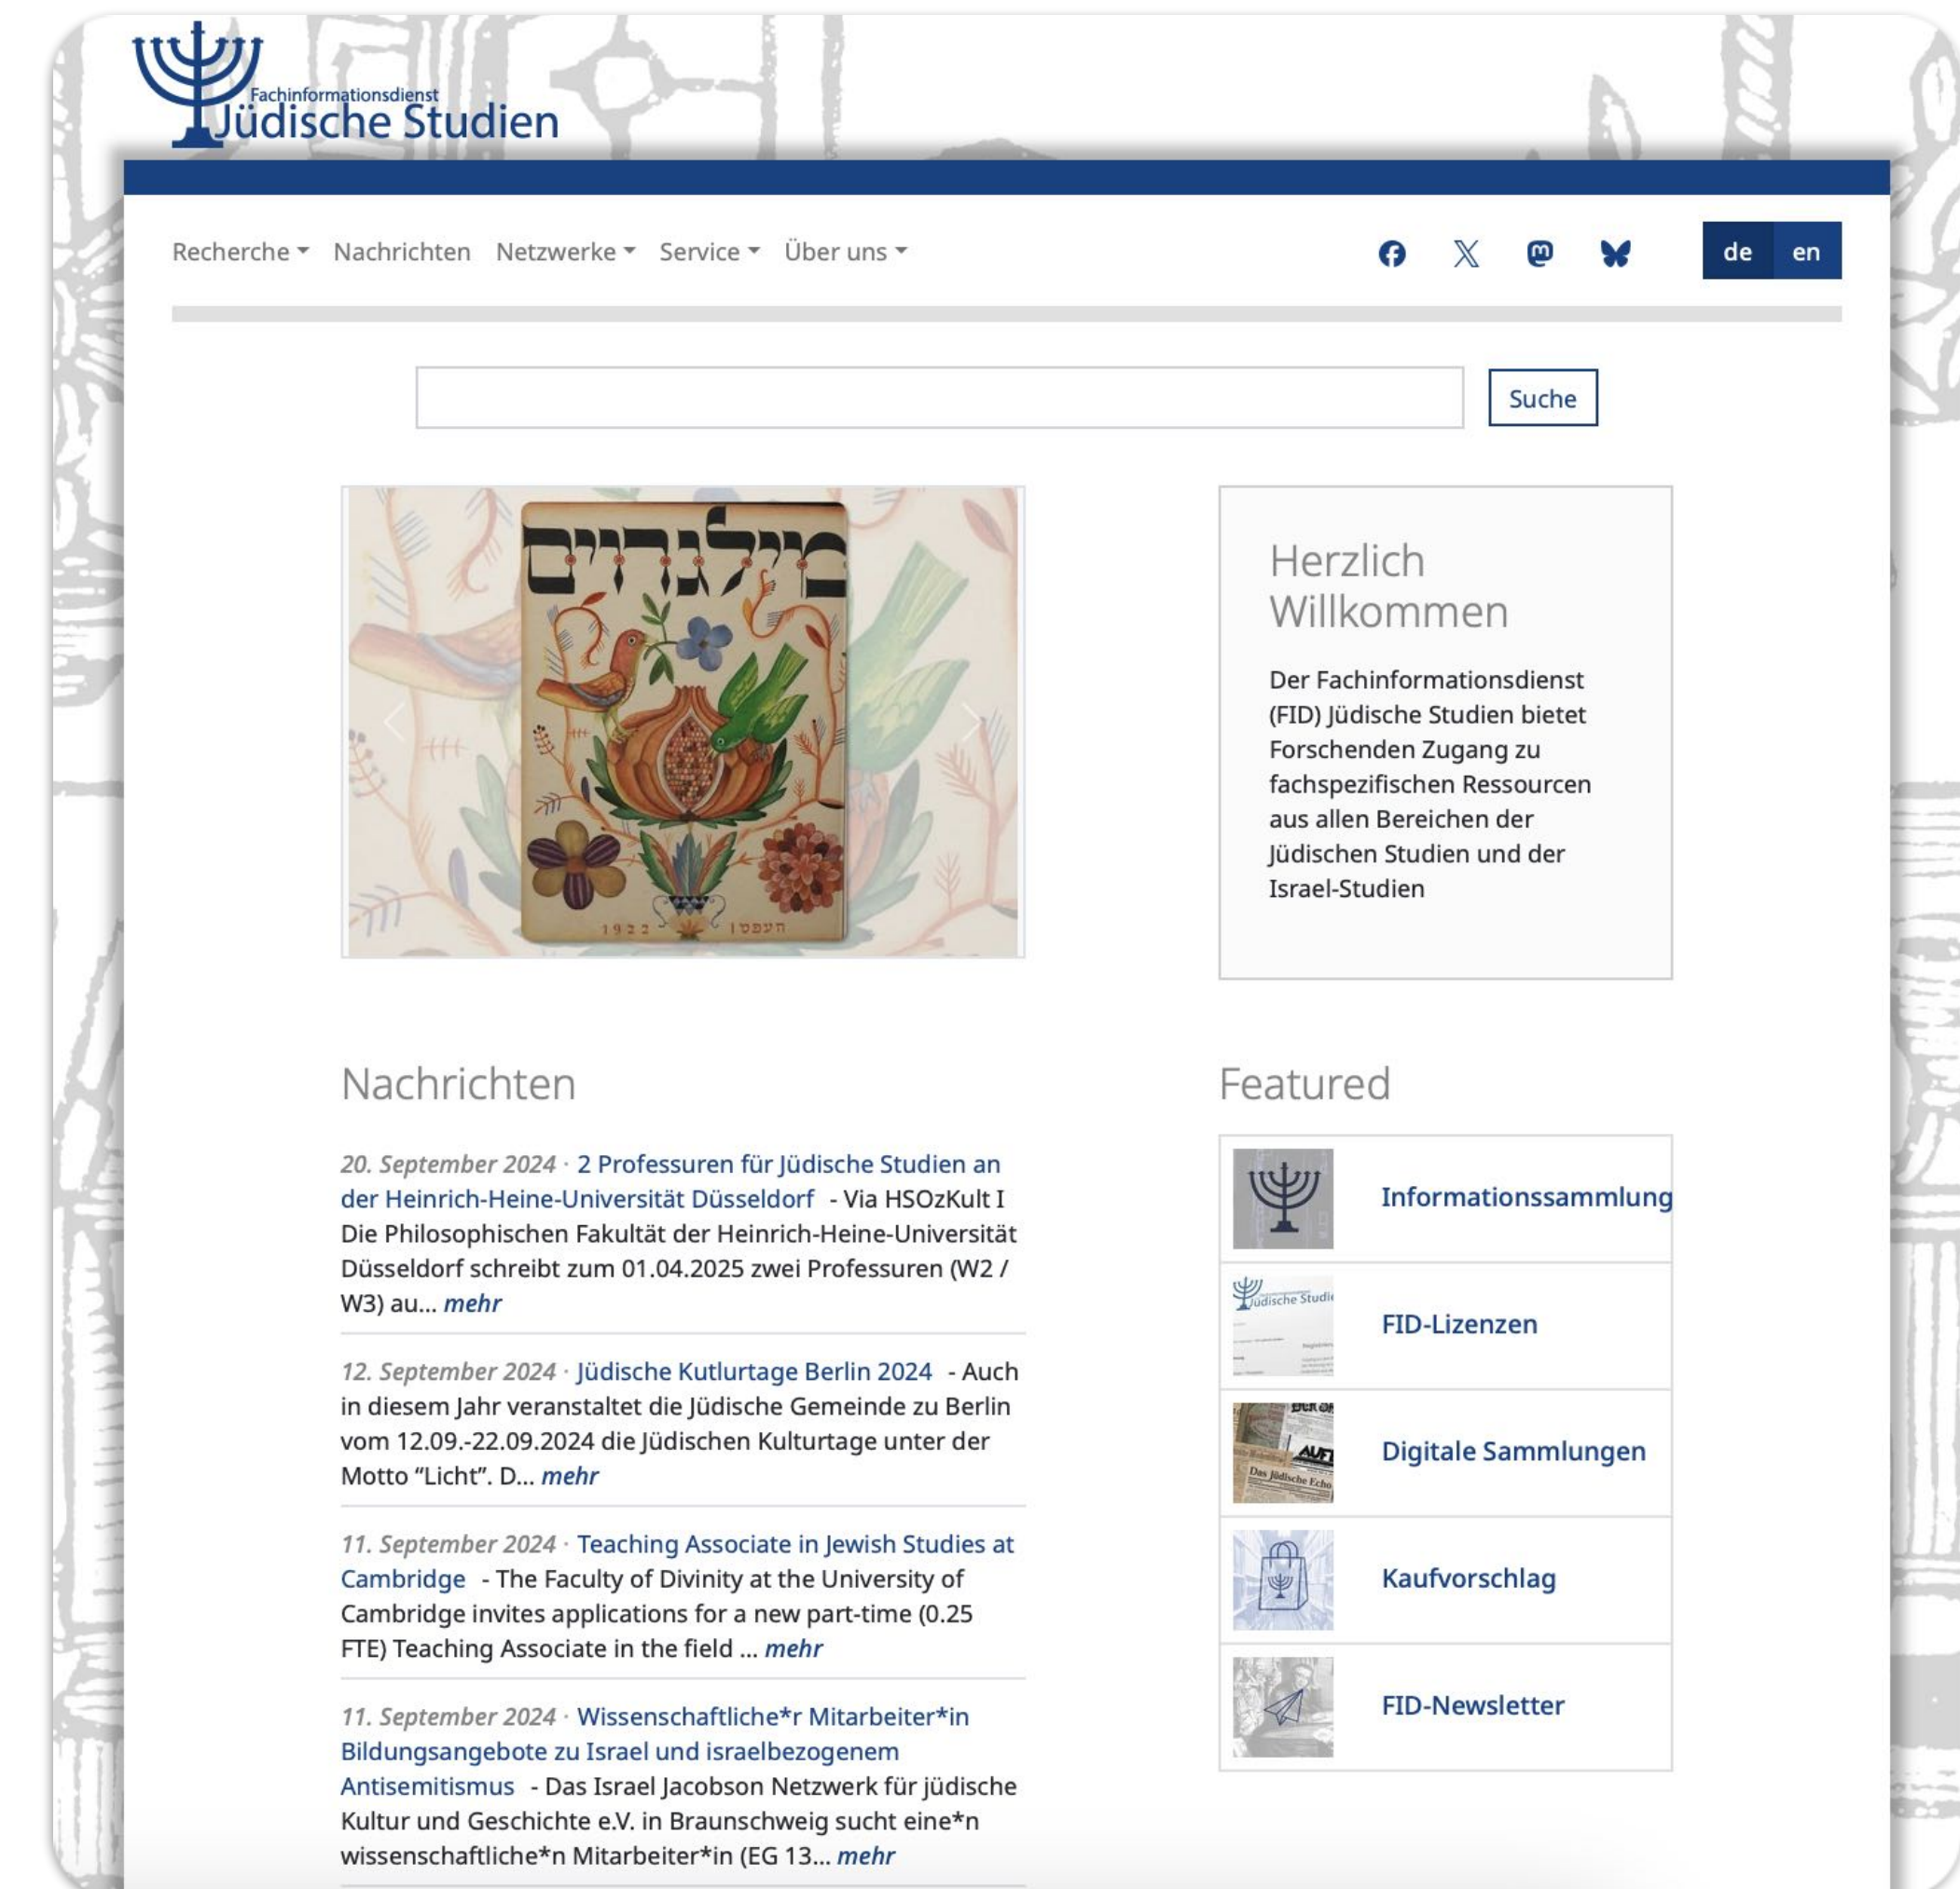 Fachinformationsdienst
Jüdische Studien
Recherche Nachrichten Netzwerke Service Über uns
de en
Suche
מילגרוים
1922 העפט 1
Herzlich
Willkommen
Der Fachinformationsdienst
(FID) Jüdische Studien bietet
Forschenden Zugang zu
fachspezifischen Ressourcen
aus allen Bereichen der
Jüdischen Studien und der
Israel-Studien
Nachrichten
20. September 2024 · 2 Professuren für Jüdische Studien an
der Heinrich-Heine-Universität Düsseldorf - Via HSOzKult I
Die Philosophischen Fakultät der Heinrich-Heine-Universität
Düsseldorf schreibt zum 01.04.2025 zwei Professuren (W2 /
W3) au... mehr
12. September 2024 · Jüdische Kutlurtage Berlin 2024 - Auch
in diesem Jahr veranstaltet die Jüdische Gemeinde zu Berlin
vom 12.09.-22.09.2024 die Jüdischen Kulturtage unter der
Motto “Licht”. D... mehr
11. September 2024 · Teaching Associate in Jewish Studies at
Cambridge - The Faculty of Divinity at the University of
Cambridge invites applications for a new part-time (0.25
FTE) Teaching Associate in the field ... mehr
11. September 2024 · Wissenschaftliche*r Mitarbeiter*in
Bildungsangebote zu Israel und israelbezogenem
Antisemitismus - Das Israel Jacobson Netzwerk für jüdische
Kultur und Geschichte e.V. in Braunschweig sucht eine*n
wissenschaftliche*n Mitarbeiter*in (EG 13... mehr
Featured
Informationssammlung
Jüdische Studie
FID-Lizenzen
Das Jüdische Echo
Digitale Sammlungen
Kaufvorschlag
FID-Newsletter